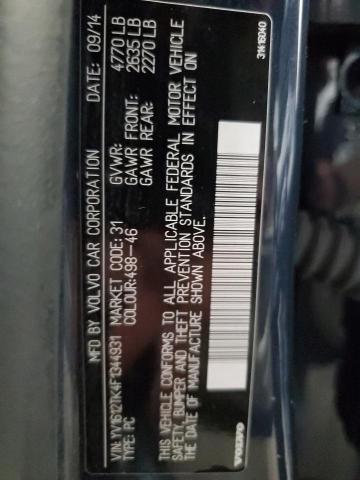 MFD BY VOLVO CAR CORPORATION DATE: 09/14
GVWR: 4770 LB
GAWR FRONT: 2635 LB
GAWR REAR: 2270 LB
VIN: YV1612TK4F1344931 MARKET CODE: 31
TYPE: PC COLOUR: 498-46
THIS VEHICLE CONFORMS TO ALL APPLICABLE FEDERAL MOTOR VEHICLE
SAFETY, BUMPER AND THEFT PREVENTION STANDARDS IN EFFECT ON
THE DATE OF MANUFACTURE SHOWN ABOVE.
VOLVO
31416040